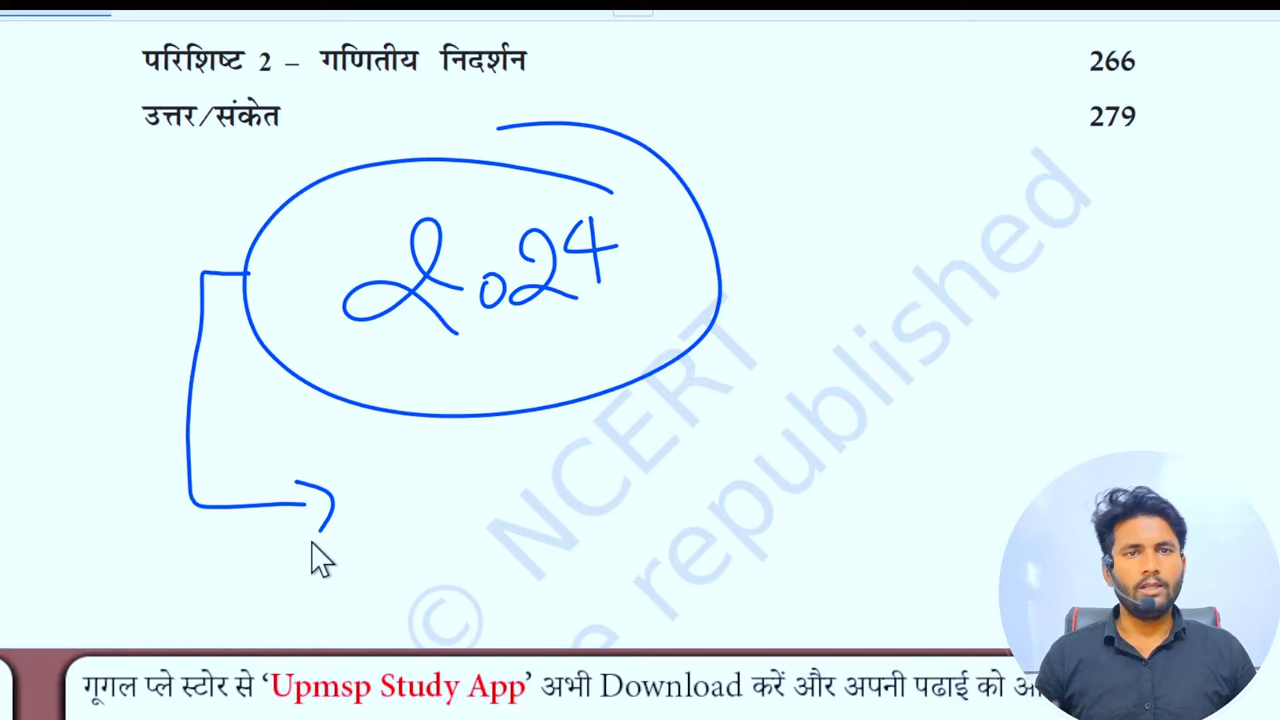 परिशिष्ट 2 – गणितीय निदर्शन 266
उत्तर/संकेत 279
2024
© NCERT
e republished
गूगल प्ले स्टोर से ‘Upmsp Study App’ अभी Download करें और अपनी पढाई को